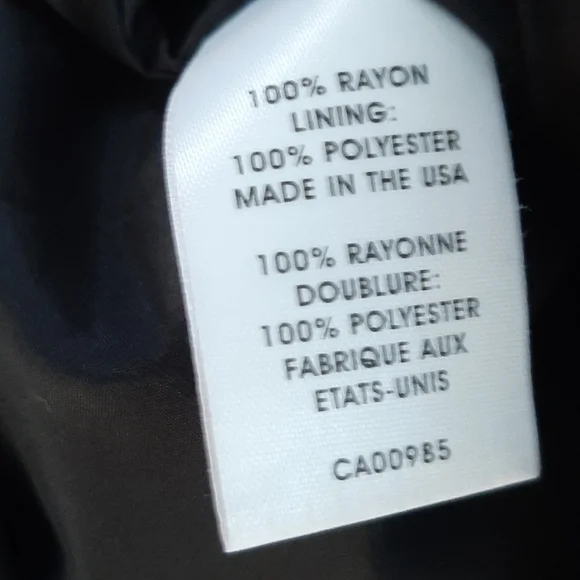 100% RAYON
LINING:
100% POLYESTER
MADE IN THE USA
100% RAYONNE
DOUBLURE:
100% POLYESTER
FABRIQUE AUX
ETATS-UNIS
CA00985